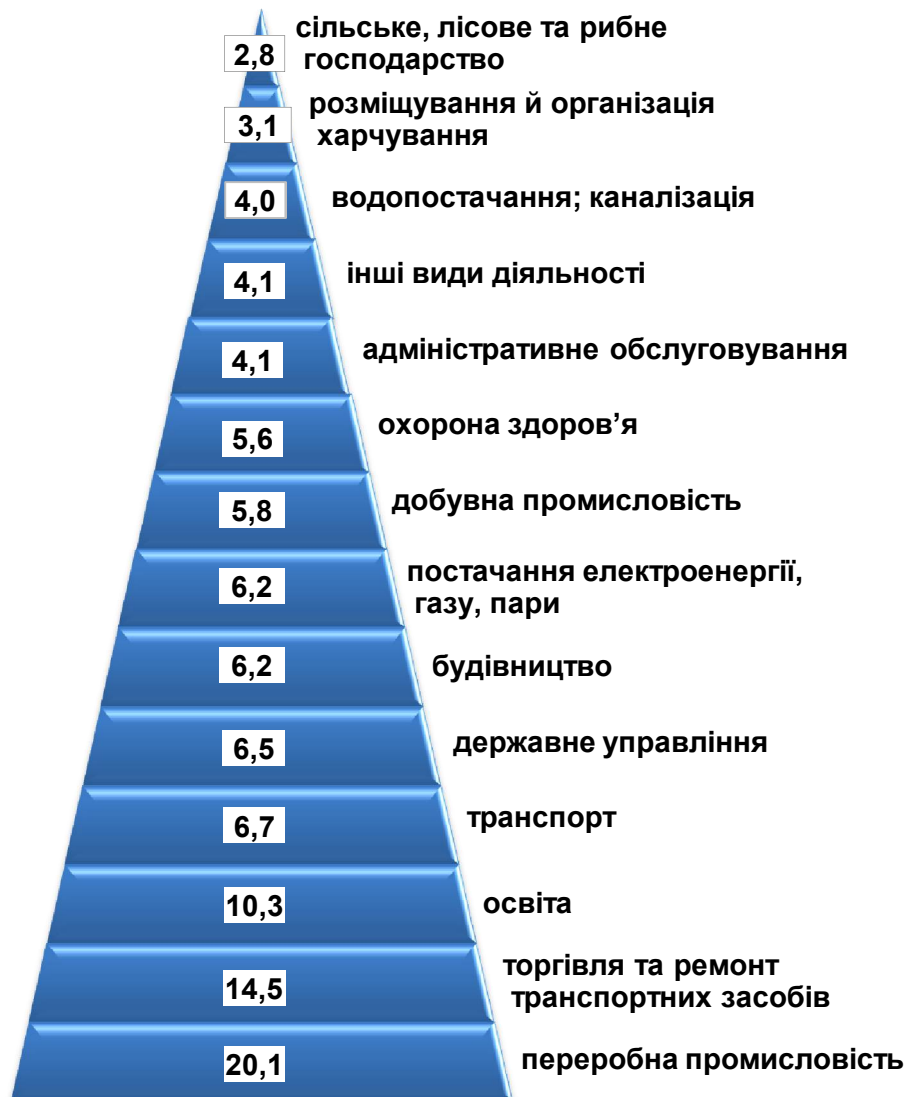 сільське, лісове та рибне
2,8
господарство
розміщування й організація
3,1
харчування
4,0
водопостачання; каналізація
4,1
інші види діяльності
4,1
адміністративне обслуговування
5,6
охорона здоров’я
5,8
добувна промисловість
6,2
постачання електроенергії,
газу, пари
6,2
будівництво
6,5
державне управління
6,7
транспорт
10,3
освіта
14,5
торгівля та ремонт
транспортних засобів
20,1
переробна промисловість